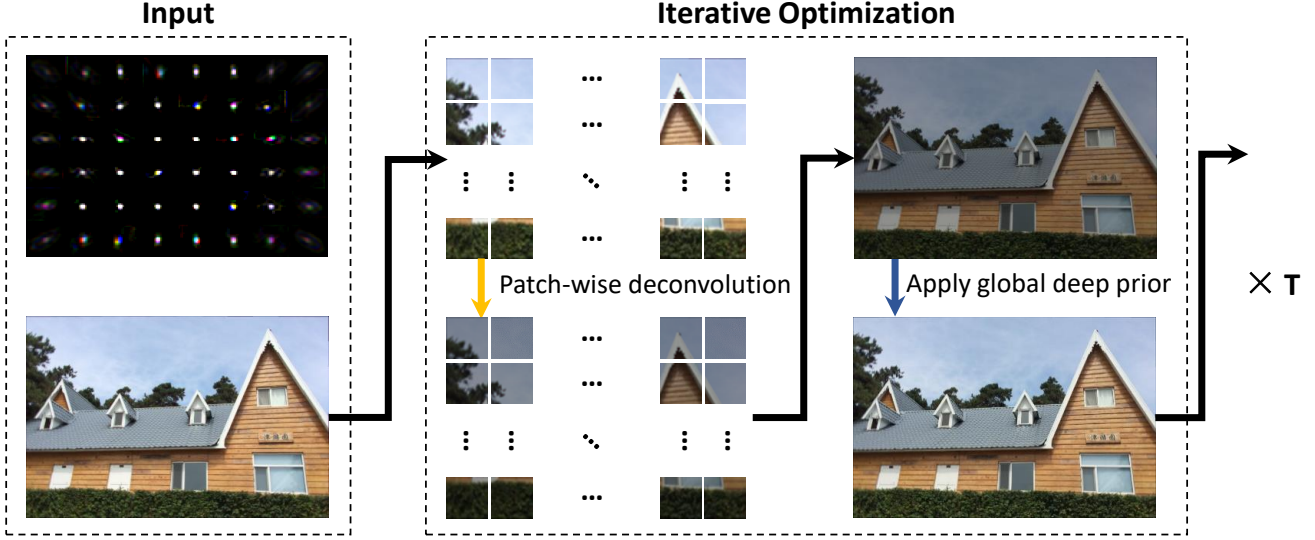 Input
Iterative Optimization
Patch-wise deconvolution
Apply global deep prior
× T